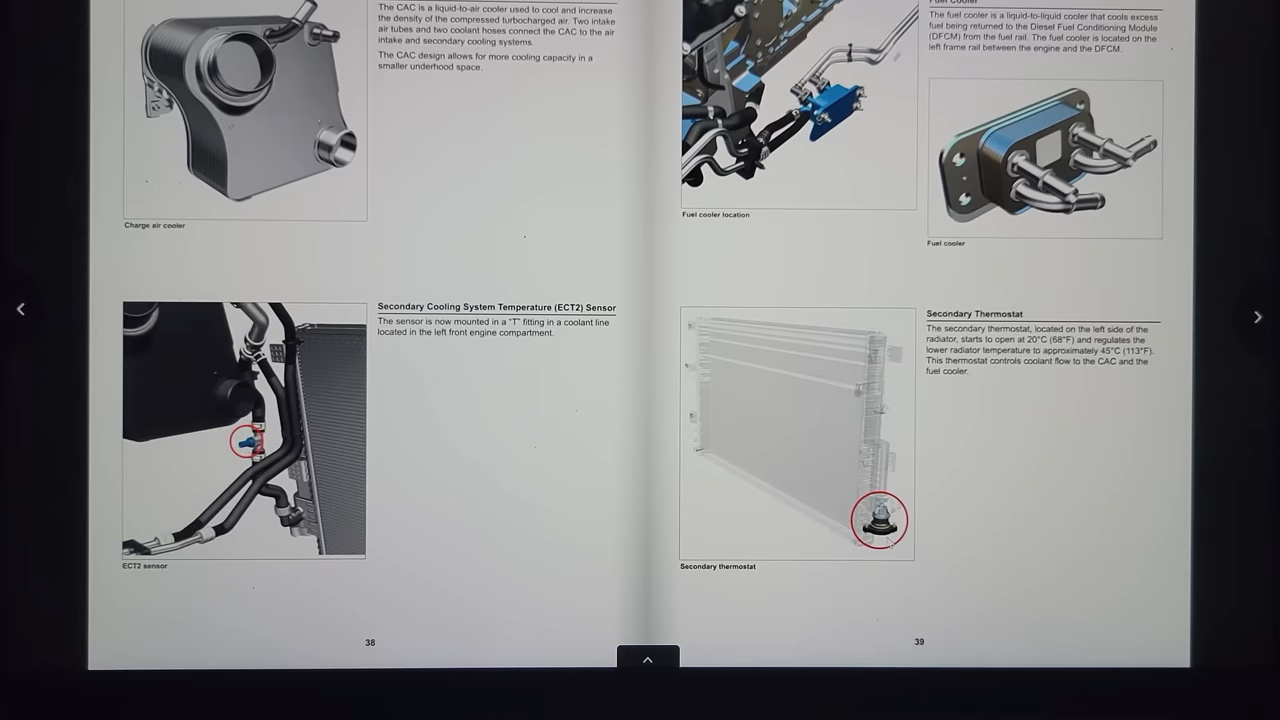 The CAC is a liquid-to-air cooler used to cool and increase
the density of the compressed turbocharged air. Two intake
air tubes and two coolant hoses connect the CAC to the air
intake and secondary cooling systems.
The CAC design allows for more cooling capacity in a
smaller underhood space.
Charge air cooler
Secondary Cooling System Temperature (ECT2) Sensor
The sensor is now mounted in a "T" fitting in a coolant line
located in the left front engine compartment.
ECT2 sensor
38
Fuel Cooler
The fuel cooler is a liquid-to-liquid cooler that cools excess
fuel being returned to the Diesel Fuel Conditioning Module
(DFCM) from the fuel rail. The fuel cooler is located on the
left frame rail between the engine and the DFCM.
Fuel cooler location
Fuel cooler
Secondary Thermostat
The secondary thermostat, located on the left side of the
radiator, starts to open at 20°C (68°F) and regulates the
lower radiator temperature to approximately 45°C (113°F).
This thermostat controls coolant flow to the CAC and the
fuel cooler.
Secondary thermostat
39